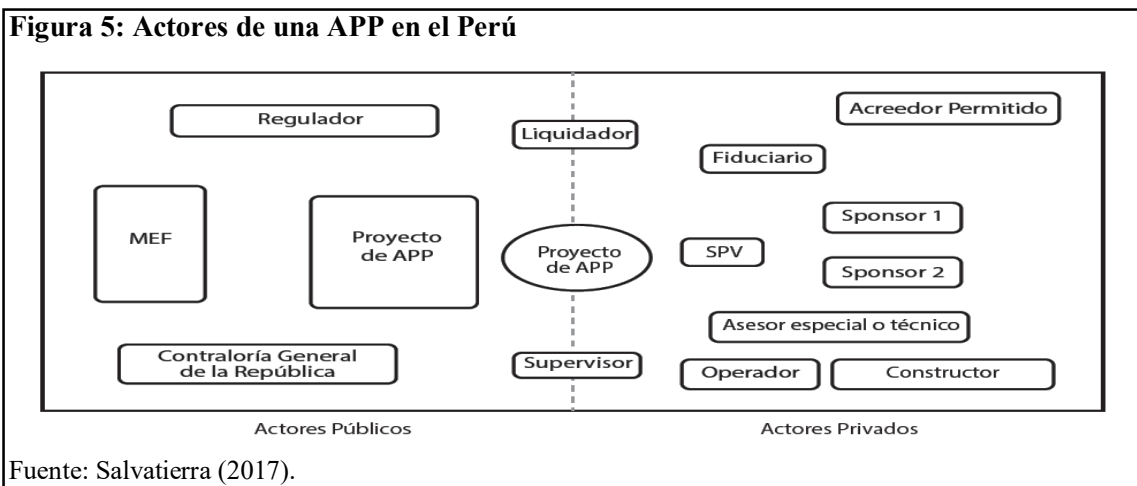 Figura 5: Actores de una APP en el Perú
Regulador
Liquidador
Acreedor Permitido
Fiduciario
MEF
Proyecto
de APP
Proyecto
de APP
SPV
Sponsor 1
Sponsor 2
Asesor especial o técnico
Contraloría General
de la República
Supervisor
Operador
Constructor
Actores Públicos
Actores Privados
Fuente: Salvatierra (2017).